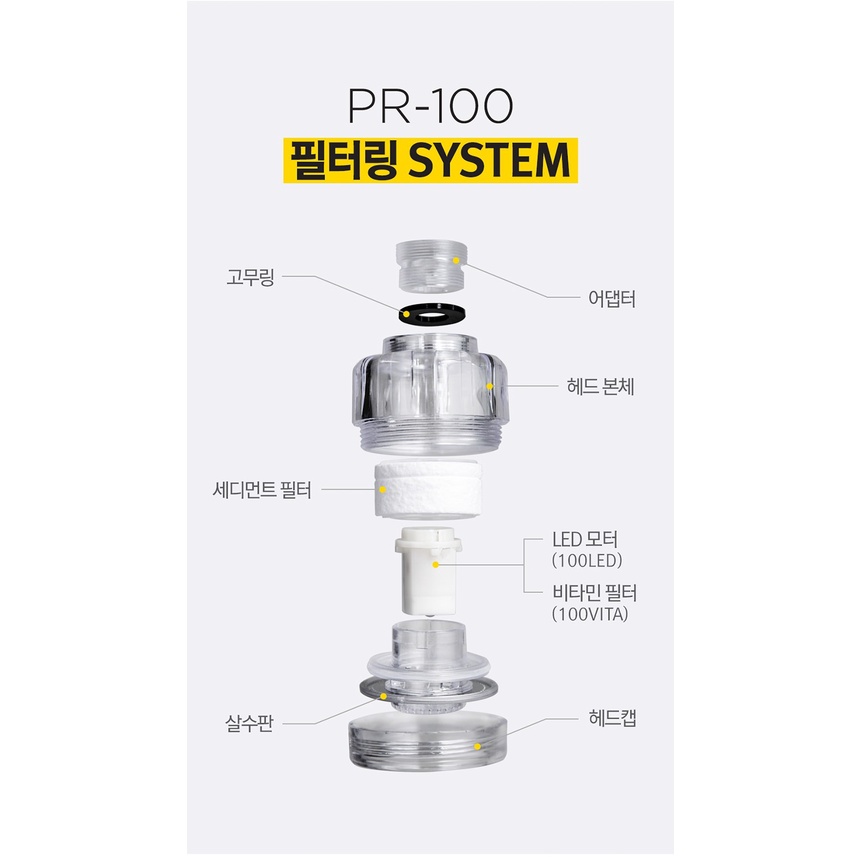 PR-100
필터링 SYSTEM
고무링
어댑터
헤드 본체
세디먼트 필터
LED 모터
(100LED)
비타민 필터
(100VITA)
살수판
헤드캡